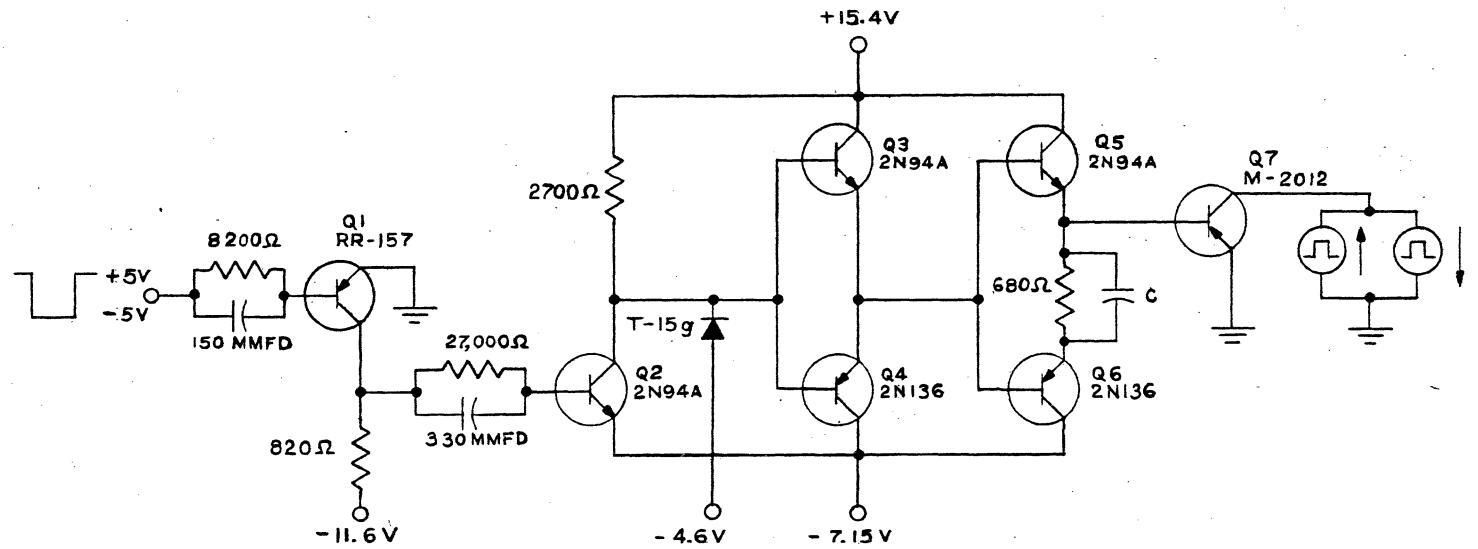 +15.4V
Q3
2N94A
Q5
2N94A
Q7
M-2012
2700Ω
Q1
RR-157
8200Ω
+5V
-5V
150 MMFD
680Ω
C
T-15g
27,000Ω
Q2
2N94A
Q4
2N136
Q6
2N136
330 MMFD
820Ω
-11.6V
-4.6V
-7.15V